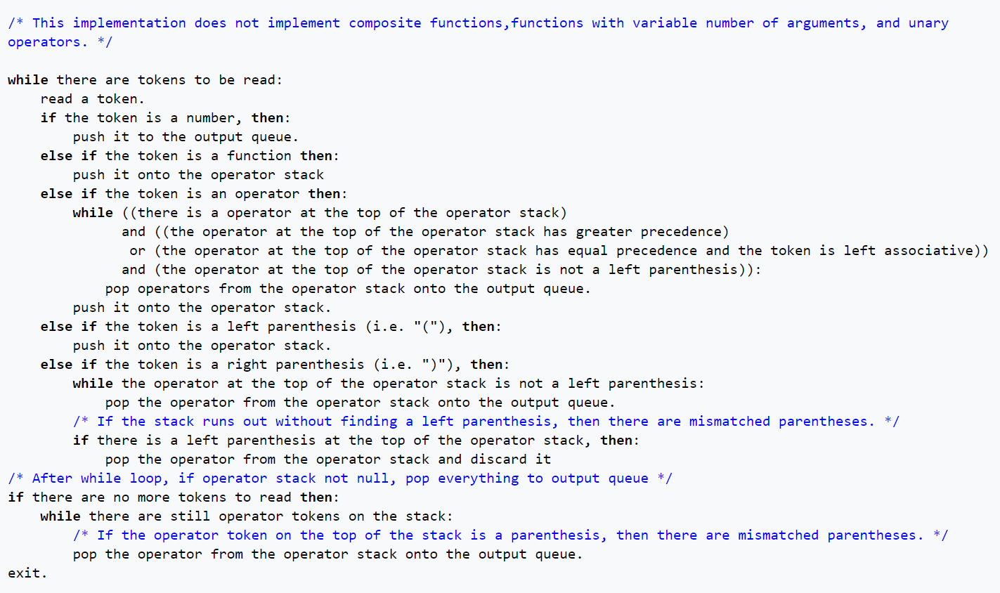 /* This implementation does not implement composite functions,functions with variable number of arguments, and unary
operators. */
while there are tokens to be read:
read a token.
if the token is a number, then:
push it to the output queue.
else if the token is a function then:
push it onto the operator stack
else if the token is an operator then:
while ((there is a operator at the top of the operator stack)
and ((the operator at the top of the operator stack has greater precedence)
or (the operator at the top of the operator stack has equal precedence and the token is left associative))
and (the operator at the top of the operator stack is not a left parenthesis)):
pop operators from the operator stack onto the output queue.
push it onto the operator stack.
else if the token is a left parenthesis (i.e. "("), then:
push it onto the operator stack.
else if the token is a right parenthesis (i.e. ")"), then:
while the operator at the top of the operator stack is not a left parenthesis:
pop the operator from the operator stack onto the output queue.
/* If the stack runs out without finding a left parenthesis, then there are mismatched parentheses. */
if there is a left parenthesis at the top of the operator stack, then:
pop the operator from the operator stack and discard it
/* After while loop, if operator stack not null, pop everything to output queue */
if there are no more tokens to read then:
while there are still operator tokens on the stack:
/* If the operator token on the top of the stack is a parenthesis, then there are mismatched parentheses. */
pop the operator from the operator stack onto the output queue.
exit.